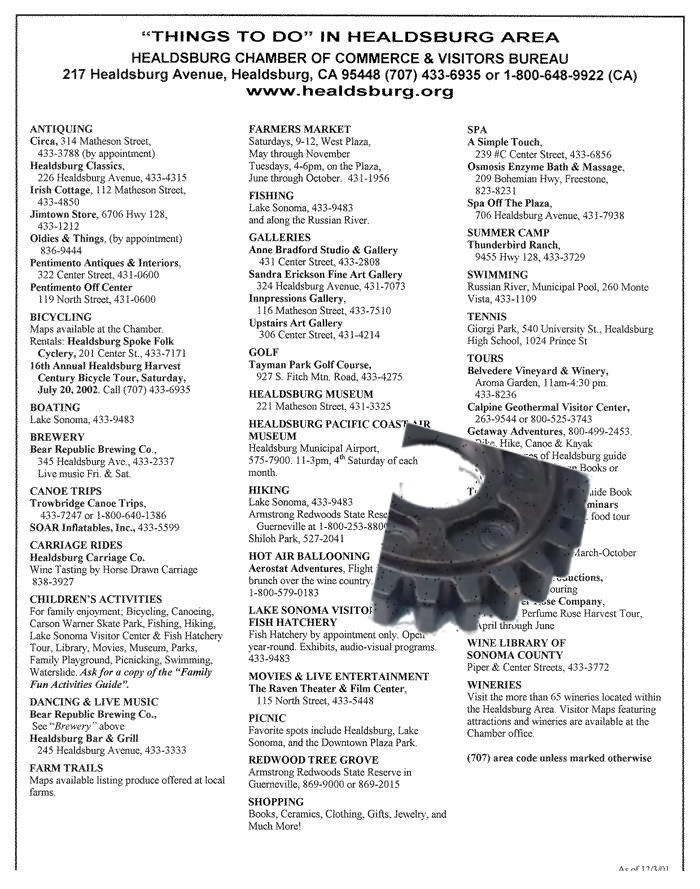 "THINGS TO DO" IN HEALDSBURG AREA
HEALDSBURG CHAMBER OF COMMERCE & VISITORS BUREAU
217 Healdsburg Avenue, Healdsburg, CA 95448 (707) 433-6935 or 1-800-648-9922 (CA)
www.healdsburg.org
ANTIQUING
Circa, 314 Matheson Street,
433-3788 (by appointment)
Healdsburg Classics,
226 Healdsburg Avenue, 433-4315
Irish Cottage, 112 Matheson Street,
433-4850
Jimtown Store, 6706 Hwy 128,
433-1212
Oldies & Things, (by appointment)
836-9444
Pentimento Antiques & Interiors,
322 Center Street, 431-0600
Pentimento Off Center
119 North Street, 431-0600
BICYCLING
Maps available at the Chamber.
Rentals: Healdsburg Spoke Folk
Cyclery, 201 Center St., 433-7171
16th Annual Healdsburg Harvest
Century Bicycle Tour, Saturday,
July 20, 2002. Call (707) 433-6935
BOATING
Lake Sonoma, 433-9483
BREWERY
Bear Republic Brewing Co.,
345 Healdsburg Ave., 433-2337
Live music Fri. & Sat.
CANOE TRIPS
Trowbridge Canoe Trips,
433-7247 or 1-800-640-1386
SOAR Inflatables, Inc., 433-5599
CARRIAGE RIDES
Healdsburg Carriage Co.
Wine Tasting by Horse Drawn Carriage
838-3927
CHILDREN'S ACTIVITIES
For family enjoyment; Bicycling, Canoeing,
Carson Warner Skate Park, Fishing, Hiking,
Lake Sonoma Visitor Center & Fish Hatchery
Tour, Library, Movies, Museum, Parks,
Family Playground, Picnicking, Swimming,
Waterslide. Ask for a copy of the "Family
Fun Activities Guide".
DANCING & LIVE MUSIC
Bear Republic Brewing Co.,
See "Brewery" above
Healdsburg Bar & Grill
245 Healdsburg Avenue, 433-3333
FARM TRAILS
Maps available listing produce offered at local
farms.
FARMERS MARKET
Saturdays, 9-12, West Plaza,
May through November
Tuesdays, 4-6pm, on the Plaza,
June through October. 431-1956
FISHING
Lake Sonoma, 433-9483
and along the Russian River.
GALLERIES
Anne Bradford Studio & Gallery
431 Center Street, 433-2808
Sandra Erickson Fine Art Gallery
324 Healdsburg Avenue, 431-7073
Innpressions Gallery,
116 Matheson Street, 433-7510
Upstairs Art Gallery
306 Center Street, 431-4214
GOLF
Tayman Park Golf Course,
927 S. Fitch Mtn. Road, 433-4275
HEALDSBURG MUSEUM
221 Matheson Street, 431-3325
HEALDSBURG PACIFIC COAST AIR
MUSEUM
Healdsburg Municipal Airport,
575-7900. 11-3pm, 4th Saturday of each
month.
HIKING
Lake Sonoma, 433-9483
Armstrong Redwoods State
Guerneville at 1-800-253-8800
Shiloh Park, 527-2041
HOT AIR BALLOONING
Aerostat Adventures, Flight
brunch over the wine country.
1-800-579-0183
LAKE SONOMA VISITOR
FISH HATCHERY
Fish Hatchery by appointment only. Open
year-round. Exhibits, audio-visual programs.
433-9483
MOVIES & LIVE ENTERTAINMENT
The Raven Theater & Film Center,
115 North Street, 433-5448
PICNIC
Favorite spots include Healdsburg, Lake
Sonoma, and the Downtown Plaza Park.
REDWOOD TREE GROVE
Armstrong Redwoods State Reserve in
Guerneville, 869-9000 or 869-2015
SHOPPING
Books, Ceramics, Clothing, Gifts, Jewelry, and
Much More!
SPA
A Simple Touch,
239 #C Center Street, 433-6856
Osmosis Enzyme Bath & Massage,
209 Bohemian Hwy, Freestone,
823-8231
Spa Off The Plaza,
706 Healdsburg Avenue, 431-7938
SUMMER CAMP
Thunderbird Ranch,
9455 Hwy 128, 433-3729
SWIMMING
Russian River, Municipal Pool, 260 Monte
Vista, 433-1109
TENNIS
Giorgi Park, 540 University St., Healdsburg
High School, 1024 Prince St
TOURS
Belvedere Vineyard & Winery,
Aroma Garden, 11am-4:30 pm.
433-8236
Calpine Geothermal Visitor Center,
263-9544 or 800-525-3743
Getaway Adventures, 800-499-2453.
Bike, Hike, Canoe & Kayak
of Healdsburg guide
Books or
Guide Book
food tour
March-October
Rose Company,
Perfume Rose Harvest Tour,
April through June
WINE LIBRARY OF
SONOMA COUNTY
Piper & Center Streets, 433-3772
WINERIES
Visit the more than 65 wineries located within
the Healdsburg Area. Visitor Maps featuring
attractions and wineries are available at the
Chamber office.
(707) area code unless marked otherwise
As of 12/3/01